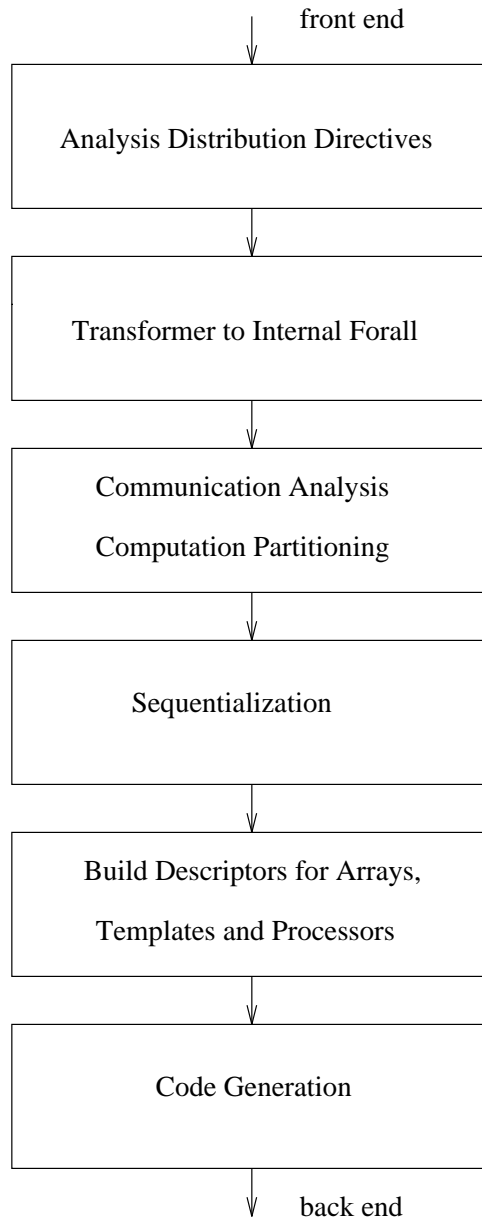 front end
Analysis Distribution Directives
Transformer to Internal Forall
Communication Analysis
Computation Partitioning
Sequentialization
Build Descriptors for Arrays,
Templates and Processors
Code Generation
back end